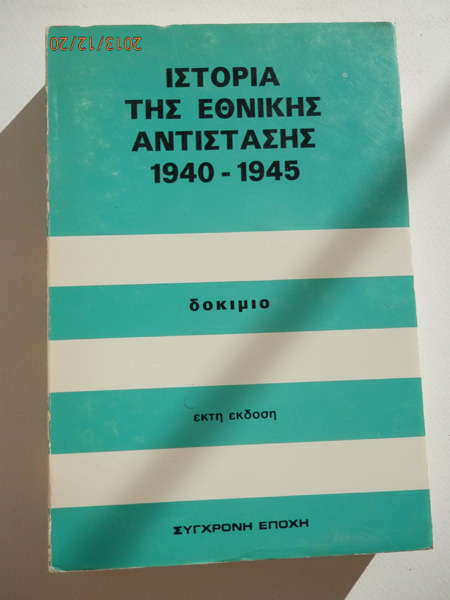 2013/12/20
ΙΣΤΟΡΙΑ
ΤΗΣ ΕΘΝΙΚΗΣ
ΑΝΤΙΣΤΑΣΗΣ
1940 - 1945
δοκιμιο
εκτη εκδοση
ΣΥΓΧΡΟΝΗ ΕΠΟΧΗ